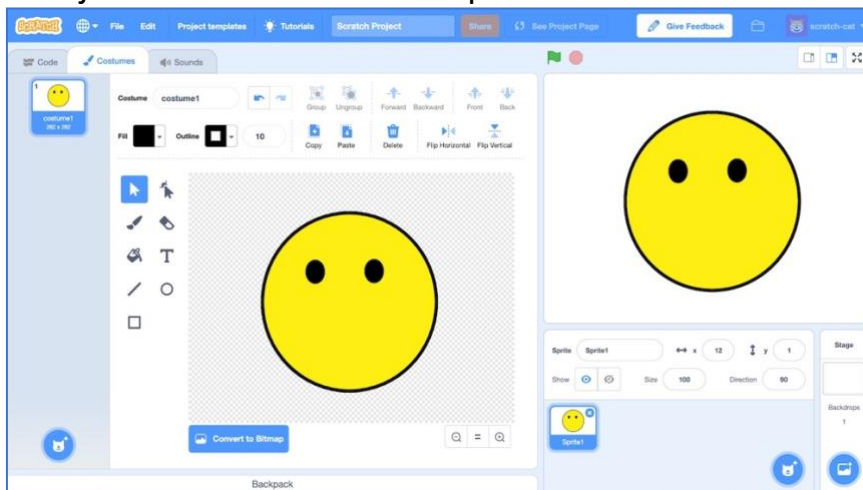 SCRATCH File Edit Project templates Tutorials Scratch Project Share See Project Page Give Feedback scratch-cat
Code Costumes Sounds
1
costume1
Costume costume1 Group Ungroup Forward Backward Front Back
Fill Outline 10 Copy Paste Delete Flip Horizontal Flip Vertical
T
Convert to Bitmap
Backpack
Sprite Sprite1 x 12 y 1
Show Size 100 Direction 90
Sprite1
Stage
Backdrops
1